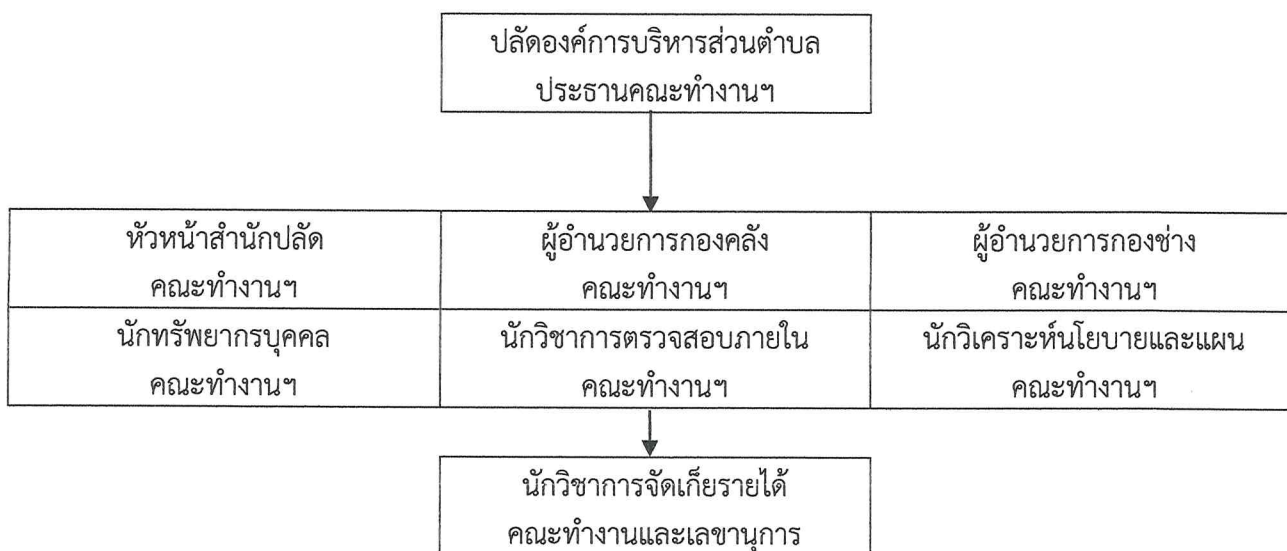 ปลัดองค์การบริหารส่วนตำบล
ประธานคณะทำงานฯ
หัวหน้าสำนักปลัด
คณะทำงานฯ
ผู้อำนวยการกองคลัง
คณะทำงานฯ
ผู้อำนวยการกองช่าง
คณะทำงานฯ
นักทรัพยากรบุคคล
คณะทำงานฯ
นักวิชาการตรวจสอบภายใน
คณะทำงานฯ
นักวิเคราะห์นโยบายและแผน
คณะทำงานฯ
นักวิชาการจัดเก็ยรายได้
คณะทำงานและเลขานุการ